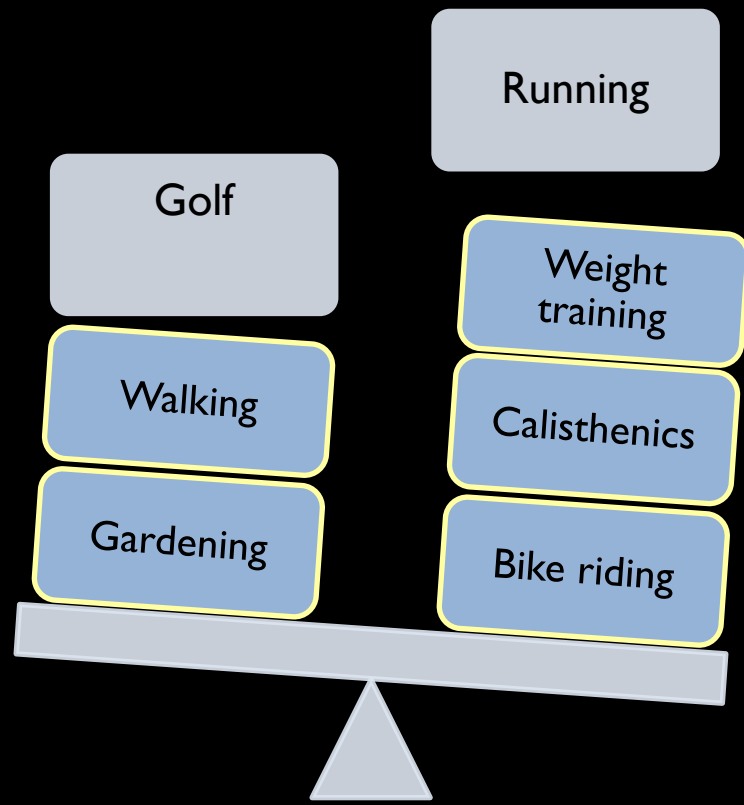 Golf
Walking
Gardening
Running
Weight
training
Calisthenics
Bike riding